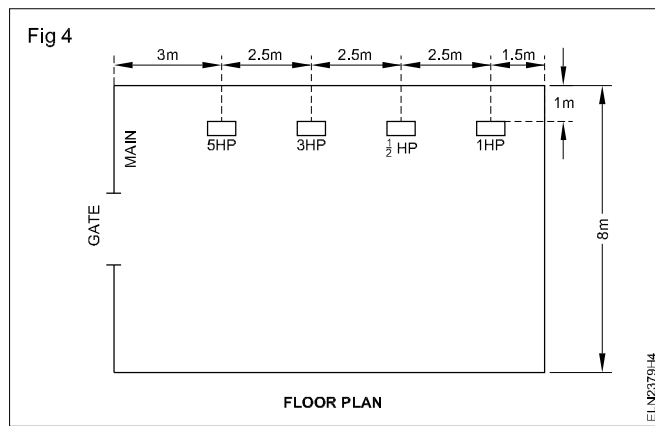 Fig 4
3m 2.5m 2.5m 2.5m 1.5m
1m
MAIN
5HP 3HP 1/2 HP 1HP
GATE
8m
FLOOR PLAN
ELN2379H4